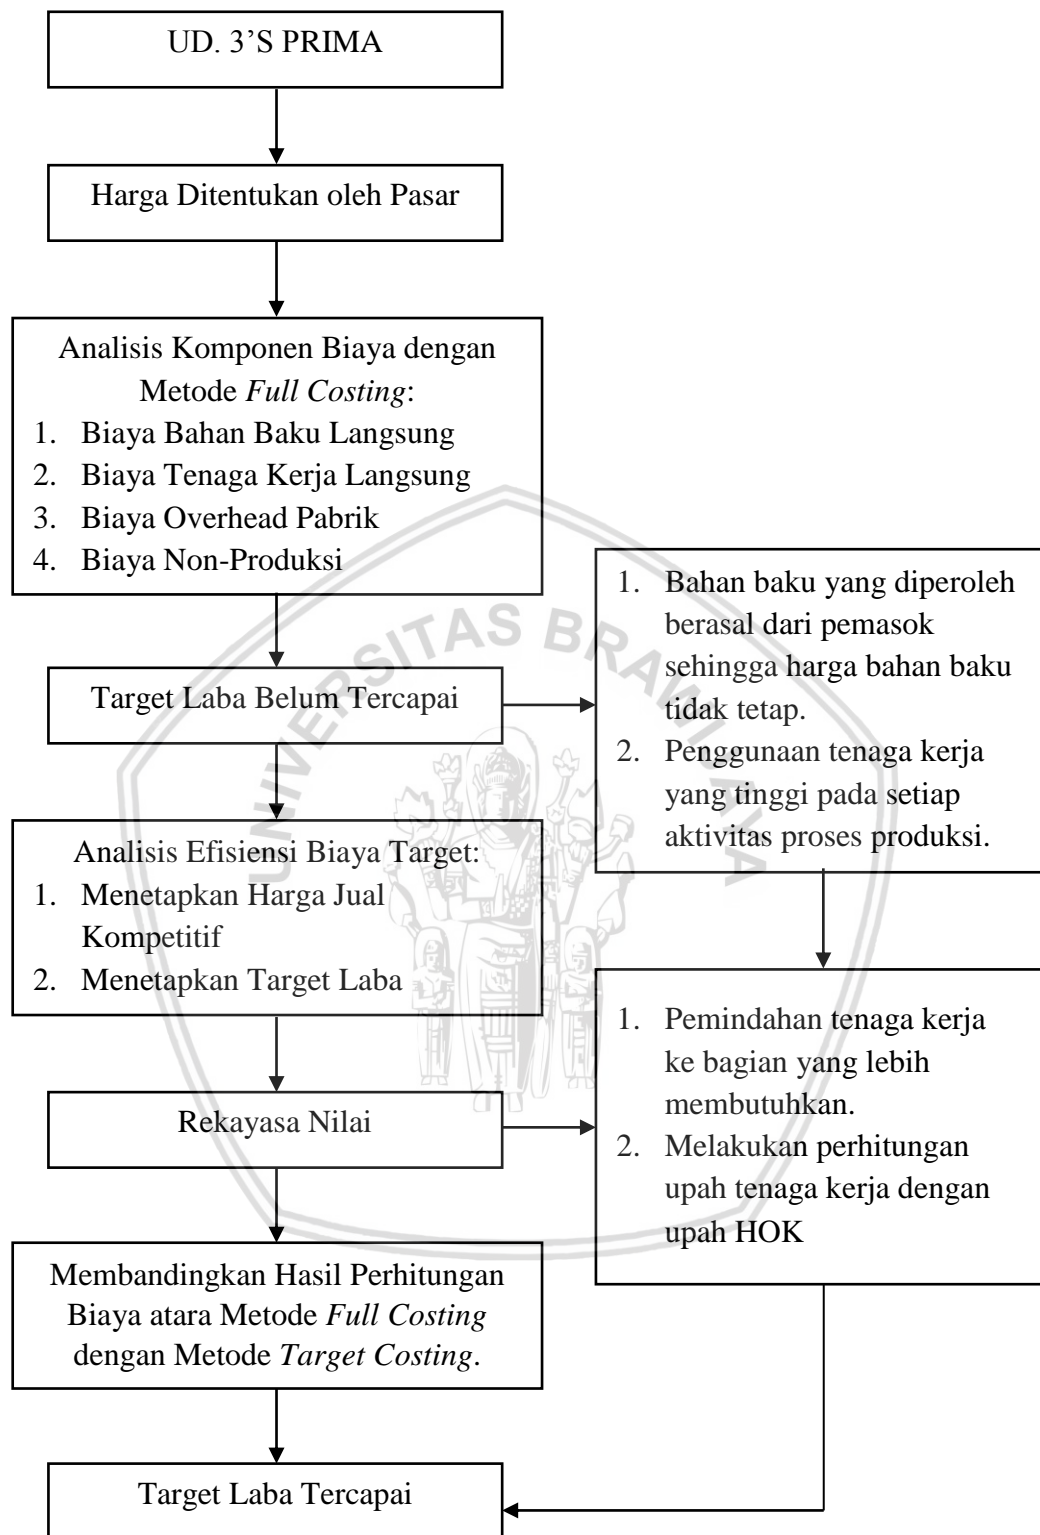 UD. 3’S PRIMA
Harga Ditentukan oleh Pasar
Analisis Komponen Biaya dengan
Metode Full Costing:
1. Biaya Bahan Baku Langsung
2. Biaya Tenaga Kerja Langsung
3. Biaya Overhead Pabrik
4. Biaya Non-Produksi
Target Laba Belum Tercapai
1. Bahan baku yang diperoleh
berasal dari pemasok
sehingga harga bahan baku
tidak tetap.
2. Penggunaan tenaga kerja
yang tinggi pada setiap
aktivitas proses produksi.
Analisis Efisiensi Biaya Target:
1. Menetapkan Harga Jual
Kompetitif
2. Menetapkan Target Laba
Rekayasa Nilai
1. Pemindahan tenaga kerja
ke bagian yang lebih
membutuhkan.
2. Melakukan perhitungan
upah tenaga kerja dengan
upah HOK
Membandingkan Hasil Perhitungan
Biaya atara Metode Full Costing
dengan Metode Target Costing.
Target Laba Tercapai
UNIVERSITAS BRAWIJAYA